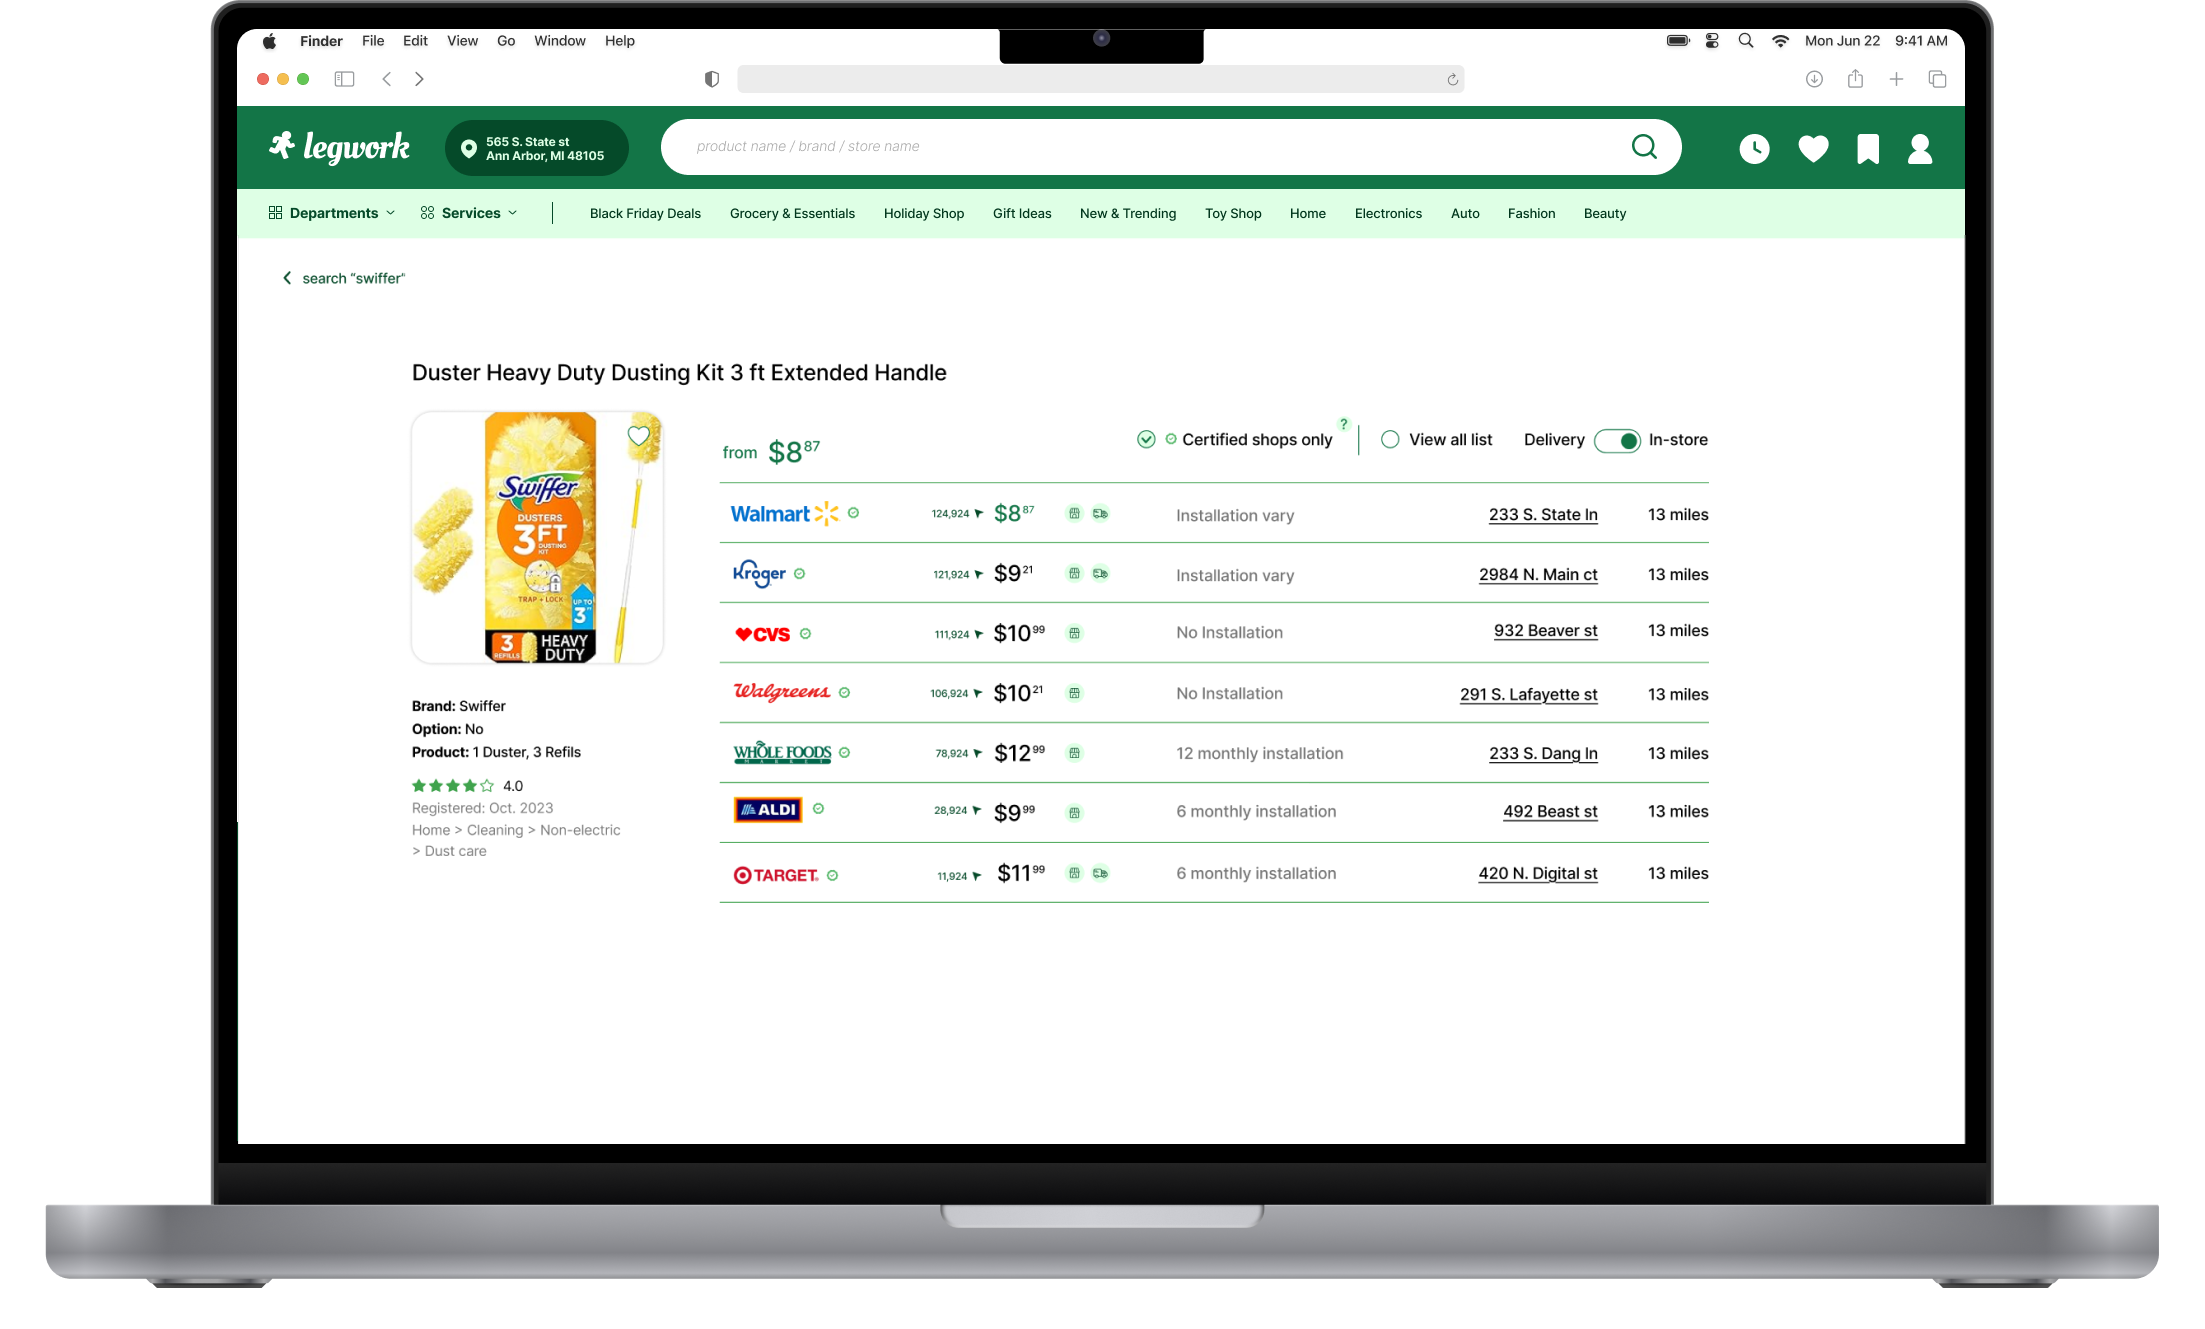 Finder File Edit View Go Window Help
Mon Jun 22 9:41 AM
legwork
565 S. State st
Ann Arbor, MI 48105
product name / brand / store name
Departments Services Black Friday Deals Grocery & Essentials Holiday Shop Gift Ideas New & Trending Toy Shop Home Electronics Auto Fashion Beauty
search “swiffer”
Duster Heavy Duty Dusting Kit 3 ft Extended Handle
Swiffer
DUSTERS
3FT
DUSTING
KIT
TRAP + LOCK
UP TO
3"
3
REFILLS
HEAVY
DUTY
Brand: Swiffer
Option: No
Product: 1 Duster, 3 Refils
4.0
Registered: Oct. 2023
Home > Cleaning > Non-electric
> Dust care
from $8 87
Certified shops only ? View all list Delivery In-store
Walmart 124,924 $8 87 Installation vary 233 S. State ln 13 miles
Kroger 121,924 $9 21 Installation vary 2984 N. Main ct 13 miles
CVS 111,924 $10 99 No Installation 932 Beaver st 13 miles
Walgreens 106,924 $10 21 No Installation 291 S. Lafayette st 13 miles
WHOLE FOODS MARKET 78,924 $12 99 12 monthly installation 233 S. Dang ln 13 miles
ALDI 28,924 $9 99 6 monthly installation 492 Beast st 13 miles
TARGET 11,924 $11 99 6 monthly installation 420 N. Digital st 13 miles